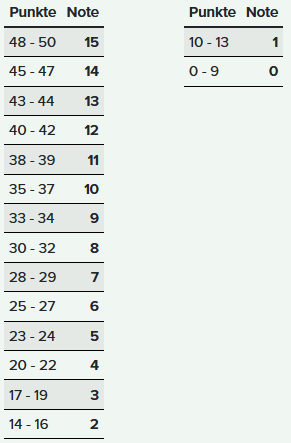 Punkte Note
48 - 50 15
45 - 47 14
43 - 44 13
40 - 42 12
38 - 39 11
35 - 37 10
33 - 34 9
30 - 32 8
28 - 29 7
25 - 27 6
23 - 24 5
20 - 22 4
17 - 19 3
14 - 16 2
Punkte Note
10 - 13 1
0 - 9 0